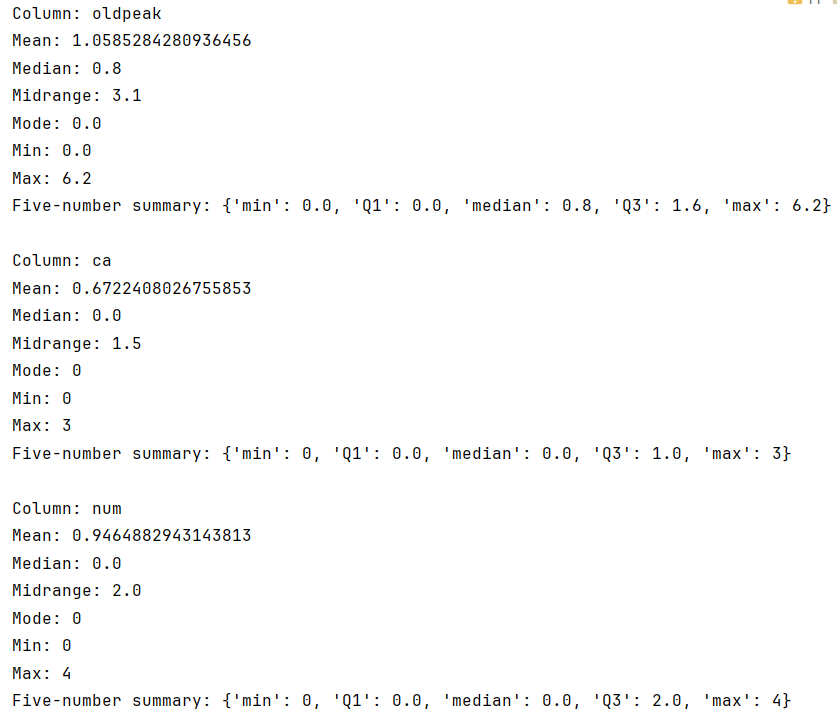 Column: oldpeak
Mean: 1.0585284280936456
Median: 0.8
Midrange: 3.1
Mode: 0.0
Min: 0.0
Max: 6.2
Five-number summary: {'min': 0.0, 'Q1': 0.0, 'median': 0.8, 'Q3': 1.6, 'max': 6.2}
Column: ca
Mean: 0.6722408026755853
Median: 0.0
Midrange: 1.5
Mode: 0
Min: 0
Max: 3
Five-number summary: {'min': 0, 'Q1': 0.0, 'median': 0.0, 'Q3': 1.0, 'max': 3}
Column: num
Mean: 0.9464882943143813
Median: 0.0
Midrange: 2.0
Mode: 0
Min: 0
Max: 4
Five-number summary: {'min': 0, 'Q1': 0.0, 'median': 0.0, 'Q3': 2.0, 'max': 4}